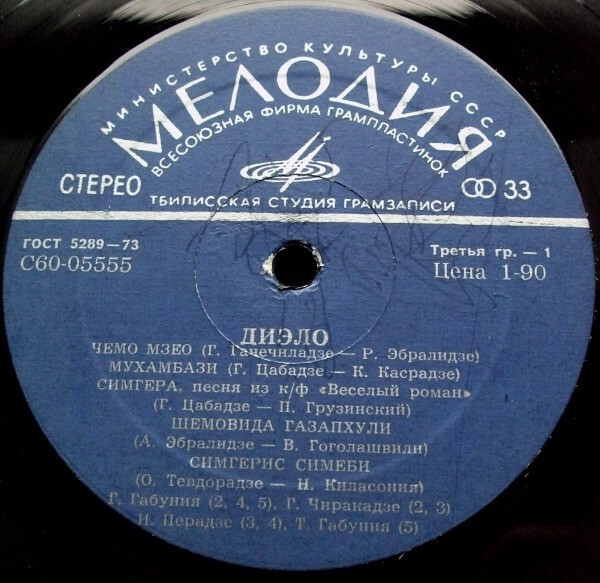 МИНИСТЕРСТВО КУЛЬТУРЫ СССР
МЕЛОДИЯ
ВСЕСОЮЗНАЯ ФИРМА ГРАМПЛАСТИНОК
СТЕРЕО
33
ТБИЛИССКАЯ СТУДИЯ ГРАМЗАПИСИ
ГОСТ 5289—73
Третья гр. — 1
С60-05555
Цена 1-90
ДИЭЛО
ЧЕМО МЗЕО (Г. Гачечиладзе — Р. Эбралидзе)
МУХАМБАЗИ (Г. Цабадзе — К. Касрадзе)
СИМГЕРА, песня из к/ф «Веселый роман»
(Г. Цабадзе — П. Грузинский)
ШЕМОВИДА ГАЗАПХУЛИ
(А. Эбралидзе — В. Гоголашвили)
СИМГЕРИС СИМЕБИ
(О. Тевдорадзе — Н. Киласония)
Г. Габуния (2, 4, 5), Г. Чиракадзе (2, 3)
И. Перадзе (3, 4), Т. Габуния (5)